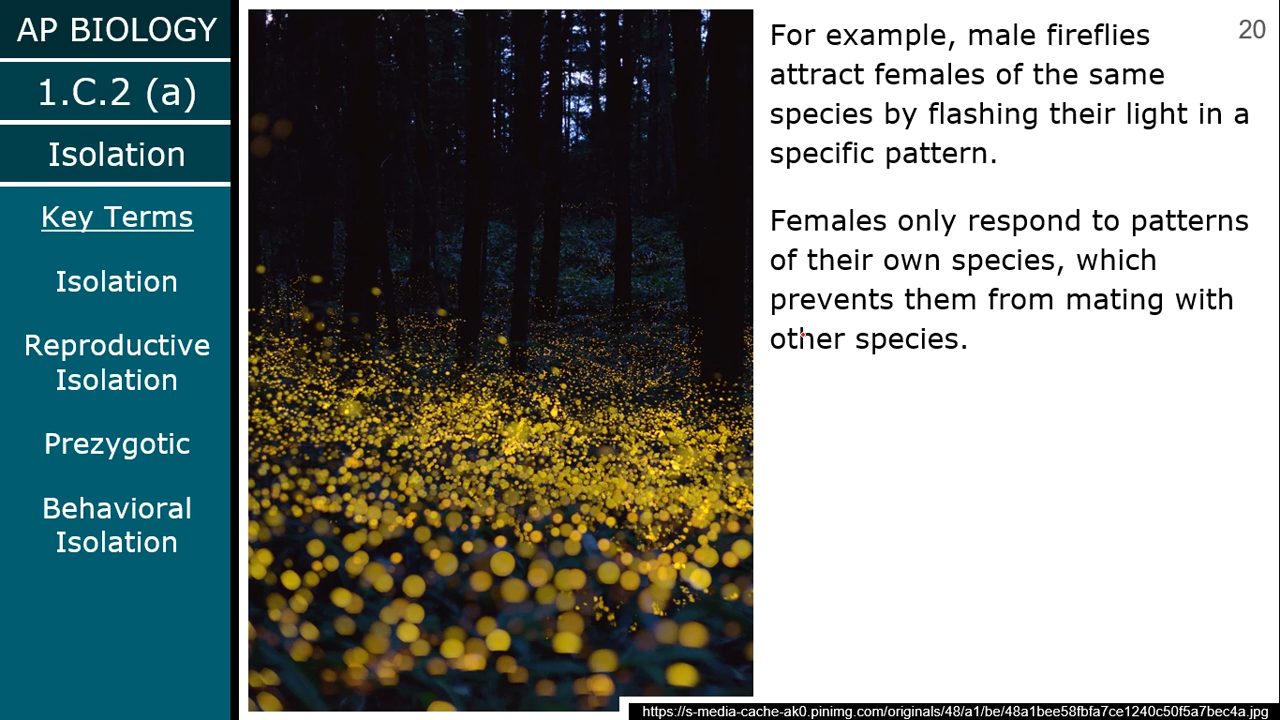 AP BIOLOGY
1.C.2 (a)
Isolation
Key Terms
Isolation
Reproductive
Isolation
Prezygotic
Behavioral
Isolation
20
For example, male fireflies
attract females of the same
species by flashing their light in a
specific pattern.
Females only respond to patterns
of their own species, which
prevents them from mating with
other species.
https://s-media-cache-ak0.pinimg.com/originals/48/a1/be/48a1bee58fbfa7ce1240c50f5a7bec4a.jpg